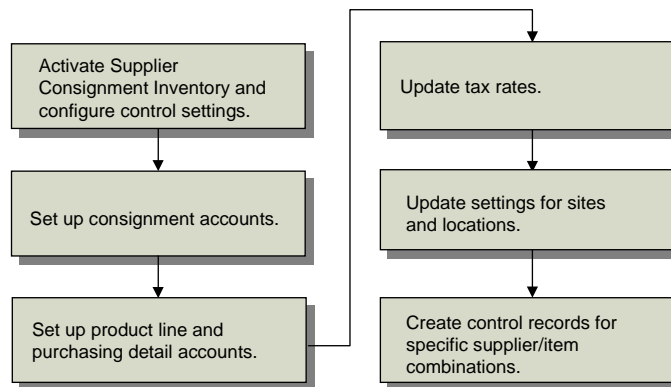 Activate Supplier
Consignment Inventory and
configure control settings.
Set up consignment accounts.
Set up product line and
purchasing detail accounts.
Update tax rates.
Update settings for sites
and locations.
Create control records for
specific supplier/item
combinations.